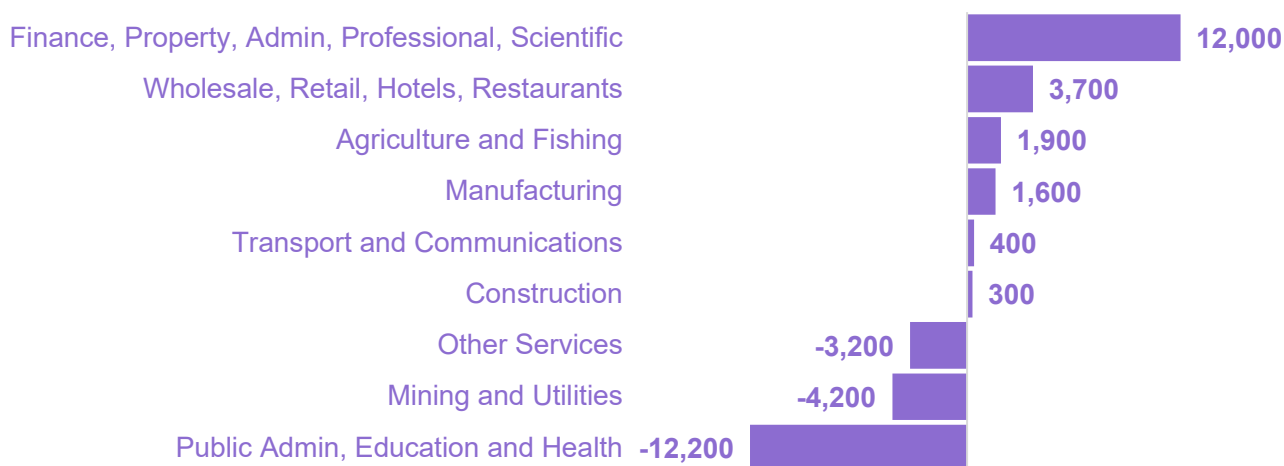 Finance, Property, Admin, Professional, Scientific 12,000
Wholesale, Retail, Hotels, Restaurants 3,700
Agriculture and Fishing 1,900
Manufacturing 1,600
Transport and Communications 400
Construction 300
Other Services -3,200
Mining and Utilities -4,200
Public Admin, Education and Health -12,200